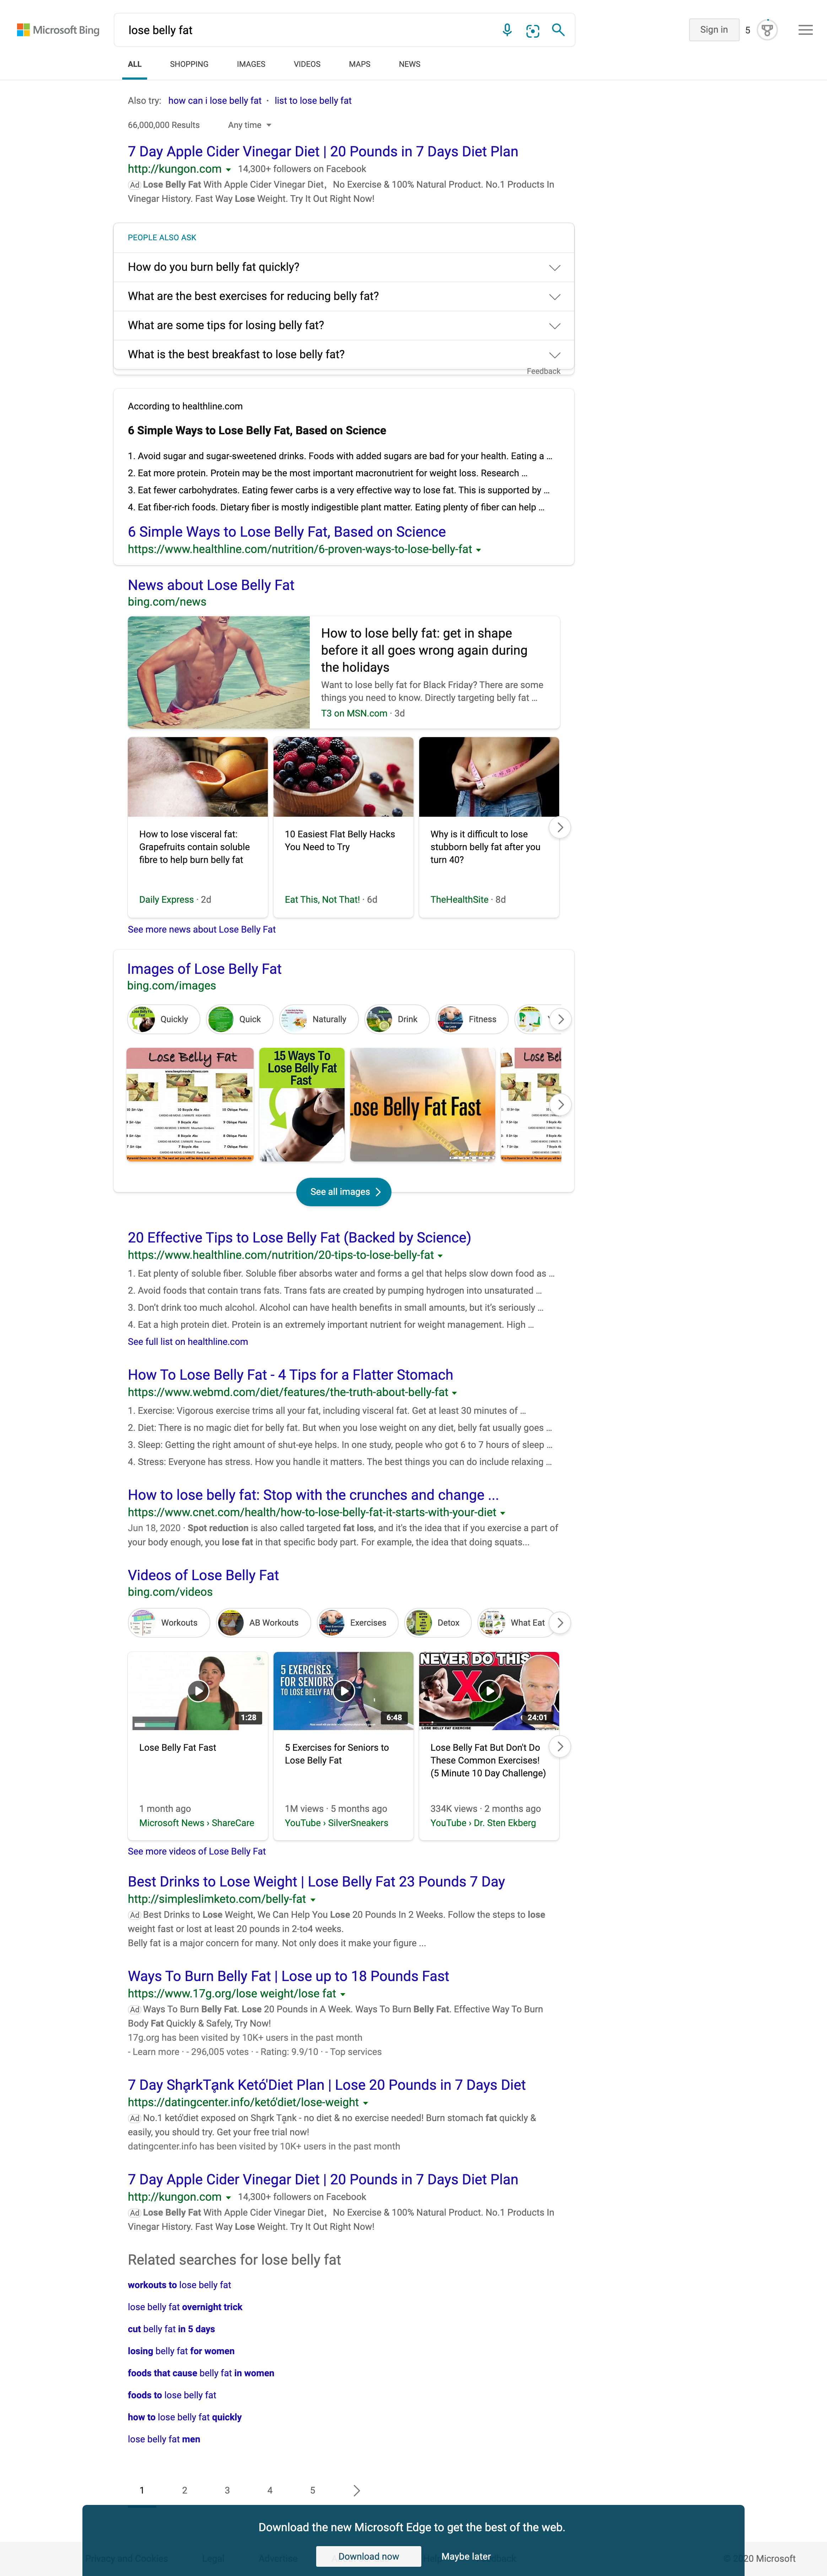 Microsoft Bing
lose belly fat
Sign in
5
ALL SHOPPING IMAGES VIDEOS MAPS NEWS
Also try: how can i lose belly fat · list to lose belly fat
66,000,000 Results Any time
7 Day Apple Cider Vinegar Diet | 20 Pounds in 7 Days Diet Plan
http://kungon.com 14,300+ followers on Facebook
Ad Lose Belly Fat With Apple Cider Vinegar Diet, No Exercise & 100% Natural Product. No.1 Products In
Vinegar History. Fast Way Lose Weight. Try It Out Right Now!
PEOPLE ALSO ASK
How do you burn belly fat quickly?
What are the best exercises for reducing belly fat?
What are some tips for losing belly fat?
What is the best breakfast to lose belly fat?
Feedback
According to healthline.com
6 Simple Ways to Lose Belly Fat, Based on Science
1. Avoid sugar and sugar-sweetened drinks. Foods with added sugars are bad for your health. Eating a ...
2. Eat more protein. Protein may be the most important macronutrient for weight loss. Research ...
3. Eat fewer carbohydrates. Eating fewer carbs is a very effective way to lose fat. This is supported by ...
4. Eat fiber-rich foods. Dietary fiber is mostly indigestible plant matter. Eating plenty of fiber can help ...
6 Simple Ways to Lose Belly Fat, Based on Science
https://www.healthline.com/nutrition/6-proven-ways-to-lose-belly-fat
News about Lose Belly Fat
bing.com/news
How to lose belly fat: get in shape
before it all goes wrong again during
the holidays
Want to lose belly fat for Black Friday? There are some
things you need to know. Directly targeting belly fat ...
T3 on MSN.com · 3d
How to lose visceral fat:
Grapefruits contain soluble
fibre to help burn belly fat
Daily Express · 2d
10 Easiest Flat Belly Hacks
You Need to Try
Eat This, Not That! · 6d
Why is it difficult to lose
stubborn belly fat after you
turn 40?
TheHealthSite · 8d
See more news about Lose Belly Fat
Images of Lose Belly Fat
bing.com/images
Quickly Quick Naturally Drink Fitness
Lose Belly Fat
15 Ways To
Lose Belly Fat
Fast
ose Belly Fat Fast
Lose Bel
See all images
20 Effective Tips to Lose Belly Fat (Backed by Science)
https://www.healthline.com/nutrition/20-tips-to-lose-belly-fat
1. Eat plenty of soluble fiber. Soluble fiber absorbs water and forms a gel that helps slow down food as ...
2. Avoid foods that contain trans fats. Trans fats are created by pumping hydrogen into unsaturated ...
3. Don't drink too much alcohol. Alcohol can have health benefits in small amounts, but it's seriously ...
4. Eat a high protein diet. Protein is an extremely important nutrient for weight management. High ...
See full list on healthline.com
How To Lose Belly Fat - 4 Tips for a Flatter Stomach
https://www.webmd.com/diet/features/the-truth-about-belly-fat
1. Exercise: Vigorous exercise trims all your fat, including visceral fat. Get at least 30 minutes of ...
2. Diet: There is no magic diet for belly fat. But when you lose weight on any diet, belly fat usually goes ...
3. Sleep: Getting the right amount of shut-eye helps. In one study, people who got 6 to 7 hours of sleep ...
4. Stress: Everyone has stress. How you handle it matters. The best things you can do include relaxing ...
How to lose belly fat: Stop with the crunches and change ...
https://www.cnet.com/health/how-to-lose-belly-fat-it-starts-with-your-diet
Jun 18, 2020 · Spot reduction is also called targeted fat loss, and it's the idea that if you exercise a part of
your body enough, you lose fat in that specific body part. For example, the idea that doing squats...
Videos of Lose Belly Fat
bing.com/videos
Workouts AB Workouts Exercises Detox What Eat
1:28
Lose Belly Fat Fast
1 month ago
Microsoft News › ShareCare
5 EXERCISES
FOR SENIORS
TO LOSE BELLY FAT
6:48
5 Exercises for Seniors to
Lose Belly Fat
1M views · 5 months ago
YouTube › SilverSneakers
NEVER DO THIS
X
LOSE BELLY FAT EXERCISE
24:01
Lose Belly Fat But Don't Do
These Common Exercises!
(5 Minute 10 Day Challenge)
334K views · 2 months ago
YouTube › Dr. Sten Ekberg
See more videos of Lose Belly Fat
Best Drinks to Lose Weight | Lose Belly Fat 23 Pounds 7 Day
http://simpleslimketo.com/belly-fat
Ad Best Drinks to Lose Weight, We Can Help You Lose 20 Pounds In 2 Weeks. Follow the steps to lose
weight fast or lost at least 20 pounds in 2-to4 weeks.
Belly fat is a major concern for many. Not only does it make your figure ...
Ways To Burn Belly Fat | Lose up to 18 Pounds Fast
https://www.17g.org/lose weight/lose fat
Ad Ways To Burn Belly Fat. Lose 20 Pounds in A Week. Ways To Burn Belly Fat. Effective Way To Burn
Body Fat Quickly & Safely, Try Now!
17g.org has been visited by 10K+ users in the past month
- Learn more · - 296,005 votes · - Rating: 9.9/10 · - Top services
7 Day Shąrk​Tąnk Ketó'Diet Plan | Lose 20 Pounds in 7 Days Diet
https://datingcenter.info/ketó'diet/lose-weight
Ad No.1 ketó'diet exposed on Shąrk Tąnk - no diet & no exercise needed! Burn stomach fat quickly &
easily, you should try. Get your free trial now!
datingcenter.info has been visited by 10K+ users in the past month
7 Day Apple Cider Vinegar Diet | 20 Pounds in 7 Days Diet Plan
http://kungon.com 14,300+ followers on Facebook
Ad Lose Belly Fat With Apple Cider Vinegar Diet, No Exercise & 100% Natural Product. No.1 Products In
Vinegar History. Fast Way Lose Weight. Try It Out Right Now!
Related searches for lose belly fat
workouts to lose belly fat
lose belly fat overnight trick
cut belly fat in 5 days
losing belly fat for women
foods that cause belly fat in women
foods to lose belly fat
how to lose belly fat quickly
lose belly fat men
1 2 3 4 5
Download the new Microsoft Edge to get the best of the web.
Download now Maybe later
20 Microsoft